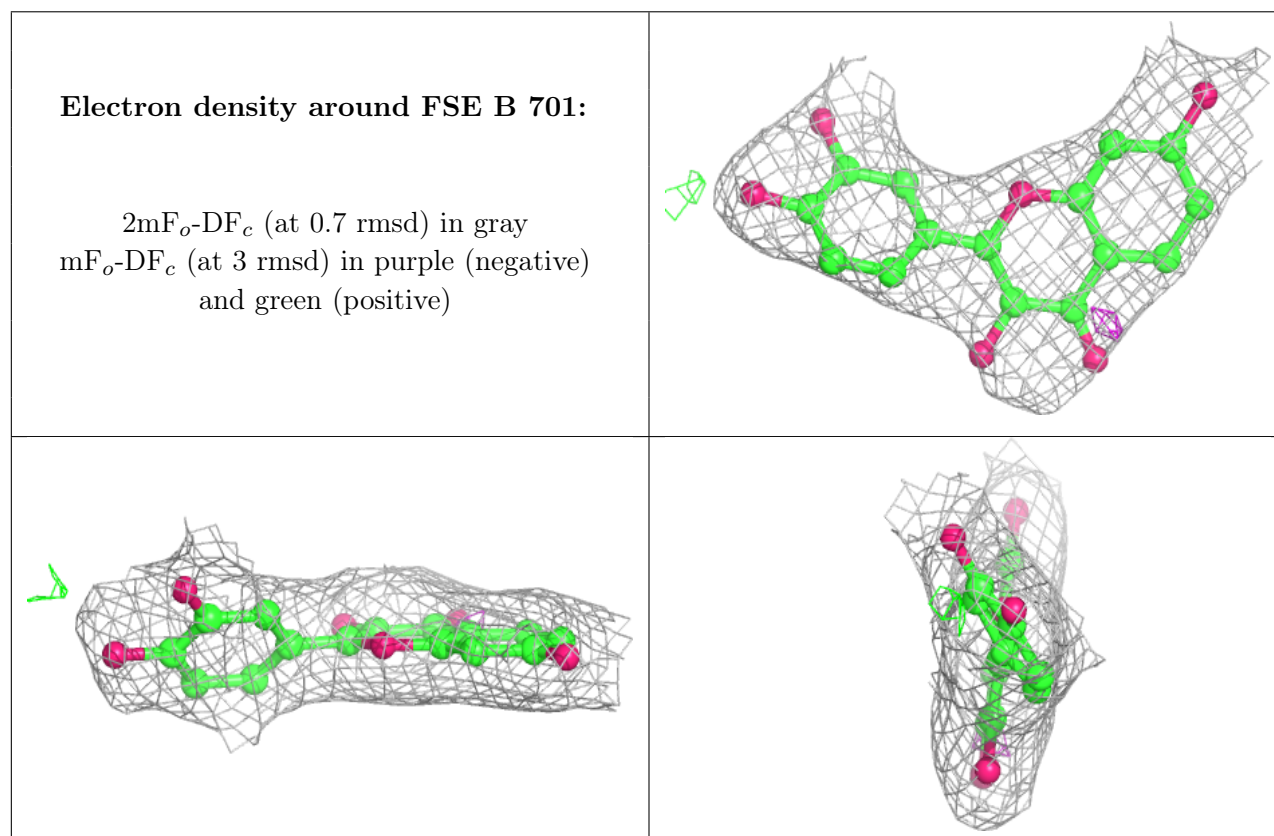 Electron density around FSE B 701:
2mFo-DFc (at 0.7 rmsd) in gray
mFo-DFc (at 3 rmsd) in purple (negative)
and green (positive)